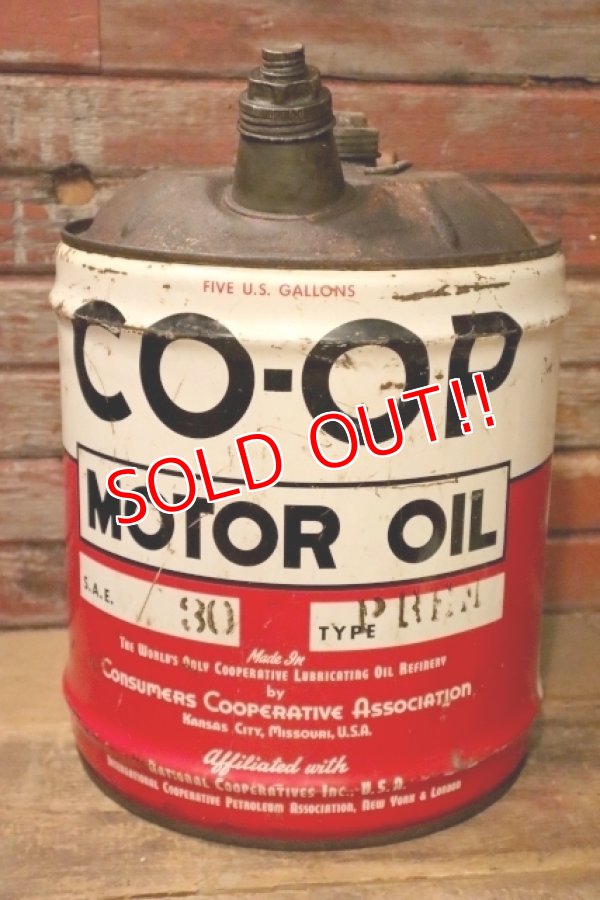 FIVE U.S. GALLONS
CO-OP
SOLD OUT!!
MOTOR OIL
S.A.E. 30 TYPE PREM
Made In
THE WORLD'S ONLY COOPERATIVE LUBRICATING OIL REFINERY
by
CONSUMERS COOPERATIVE ASSOCIATION
KANSAS CITY, MISSOURI, U.S.A.
Affiliated with
NATIONAL COOPERATIVES INC., U.S.A.
INTERNATIONAL COOPERATIVE PETROLEUM ASSOCIATION, NEW YORK & LONDON